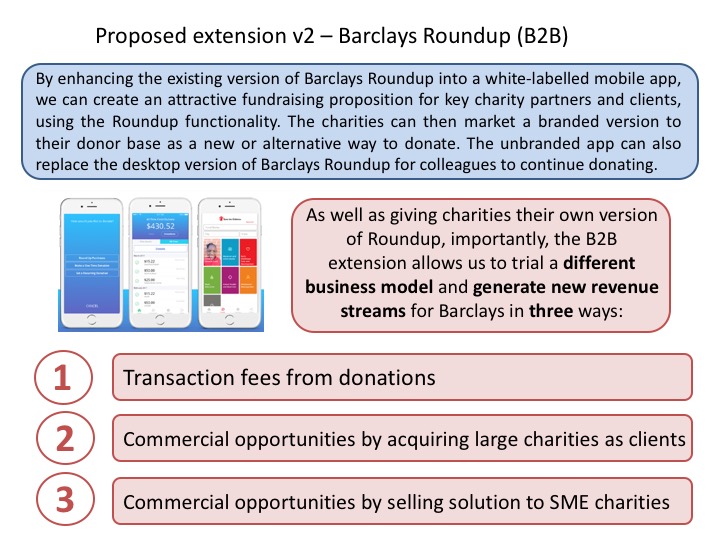 Proposed extension v2 – Barclays Roundup (B2B)
By enhancing the existing version of Barclays Roundup into a white-labelled mobile app,
we can create an attractive fundraising proposition for key charity partners and clients,
using the Roundup functionality. The charities can then market a branded version to
their donor base as a new or alternative way to donate. The unbranded app can also
replace the desktop version of Barclays Roundup for colleagues to continue donating.
$430.52
As well as giving charities their own version
of Roundup, importantly, the B2B
extension allows us to trial a different
business model and generate new revenue
streams for Barclays in three ways:
1
Transaction fees from donations
2
Commercial opportunities by acquiring large charities as clients
3
Commercial opportunities by selling solution to SME charities